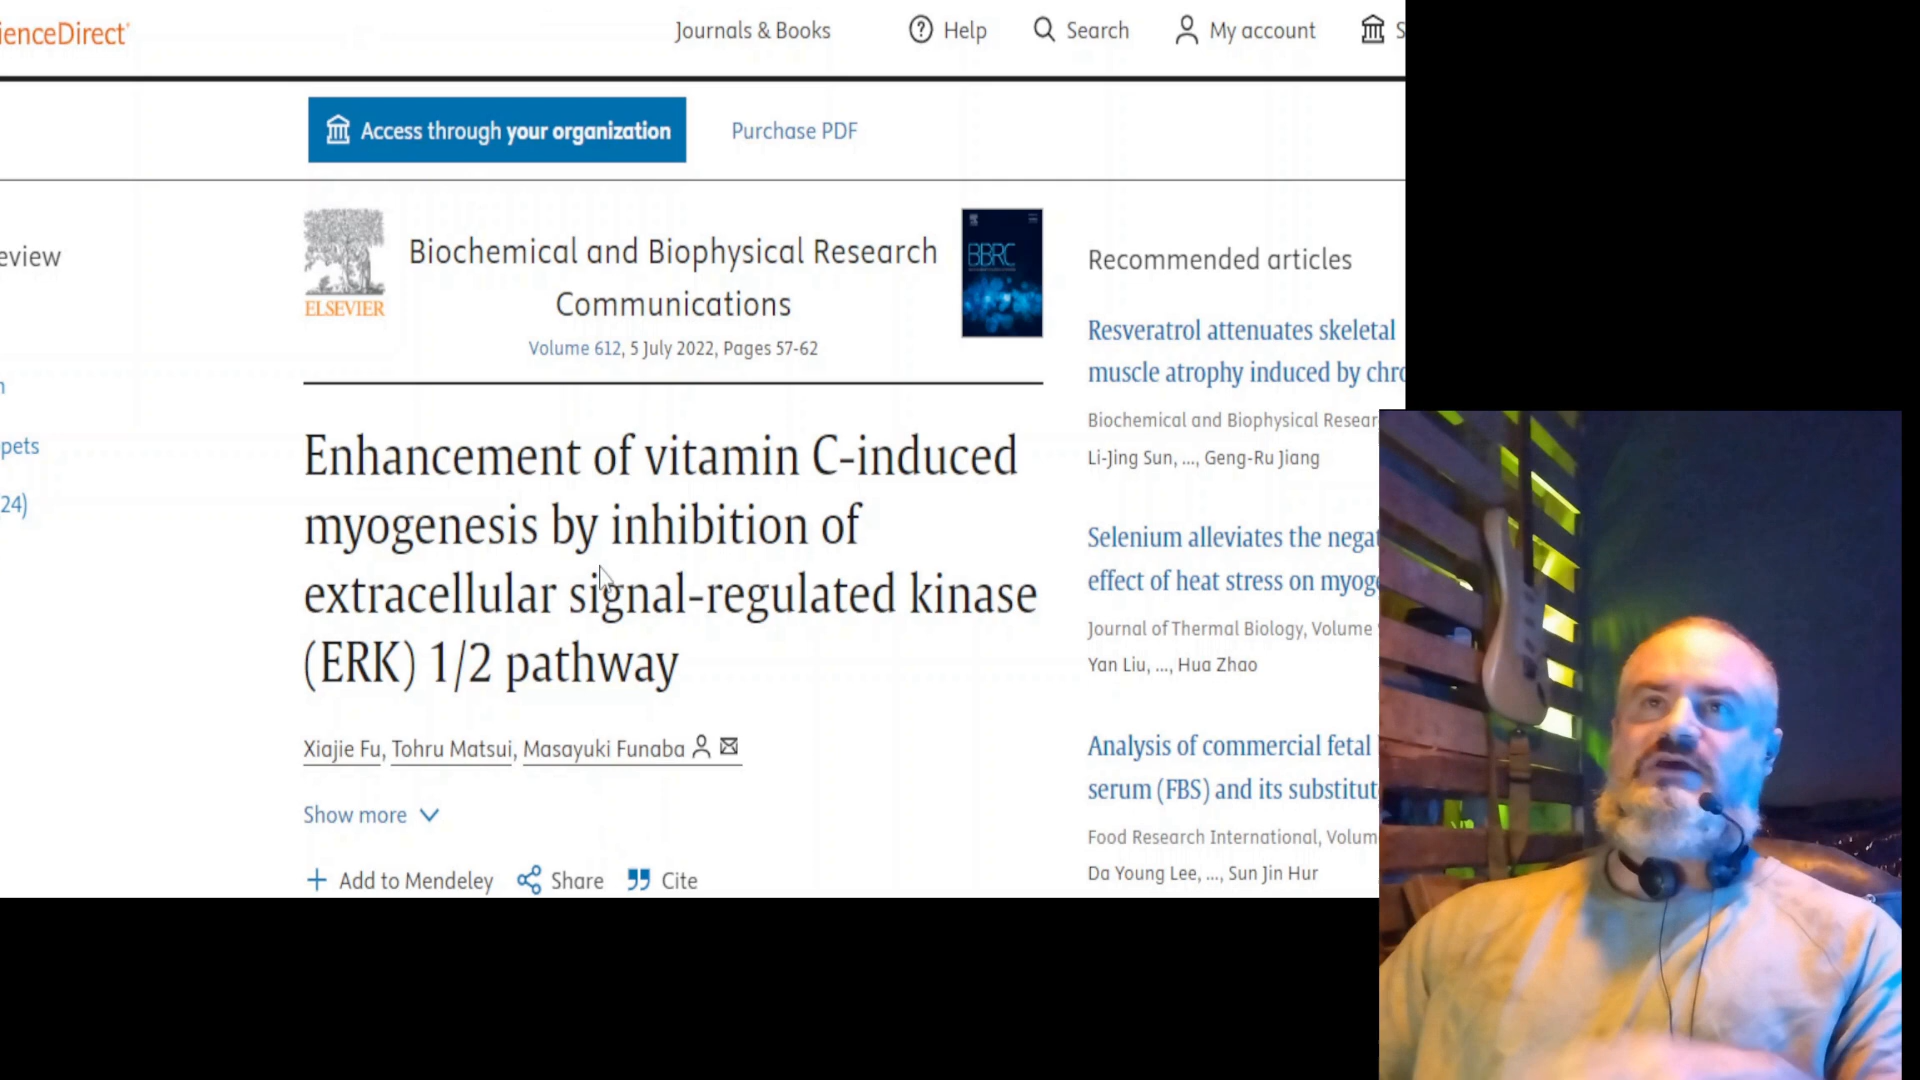 ienceDirect
Journals & Books
Help
Search
My account
S
Access through your organization
Purchase PDF
ELSEVIER
Biochemical and Biophysical Research
Communications
Volume 612, 5 July 2022, Pages 57-62
BBRC
eview
n
pets
24)
Enhancement of vitamin C-induced
myogenesis by inhibition of
extracellular signal-regulated kinase
(ERK) 1/2 pathway
Xiajie Fu, Tohru Matsui, Masayuki Funaba
Show more
Add to Mendeley
Share
Cite
Recommended articles
Resveratrol attenuates skeletal
muscle atrophy induced by chro
Biochemical and Biophysical Resear
Li-Jing Sun, ..., Geng-Ru Jiang
Selenium alleviates the negat
effect of heat stress on myog
Journal of Thermal Biology, Volume
Yan Liu, ..., Hua Zhao
Analysis of commercial fetal
serum (FBS) and its substitut
Food Research International, Volum
Da Young Lee, ..., Sun Jin Hur